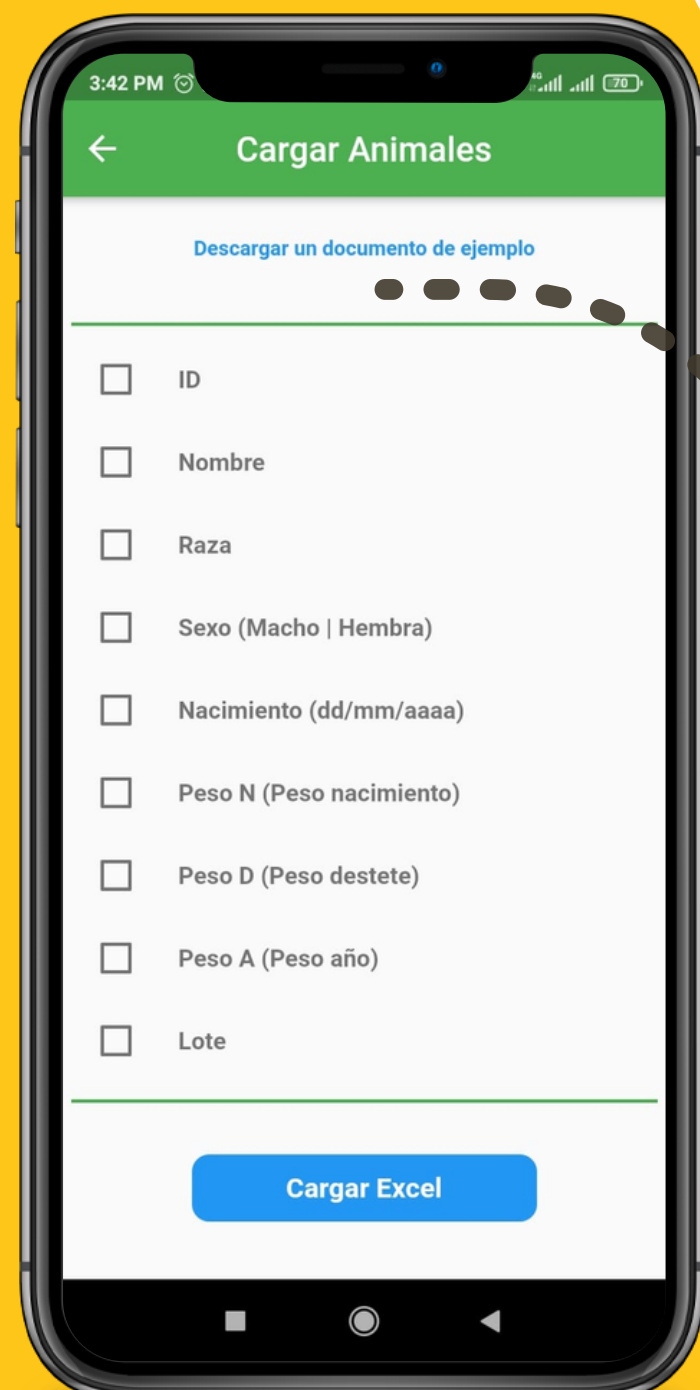 3:42 PM
4G
70
Cargar Animales
Descargar un documento de ejemplo
ID
Nombre
Raza
Sexo (Macho | Hembra)
Nacimiento (dd/mm/aaaa)
Peso N (Peso nacimiento)
Peso D (Peso destete)
Peso A (Peso año)
Lote
Cargar Excel